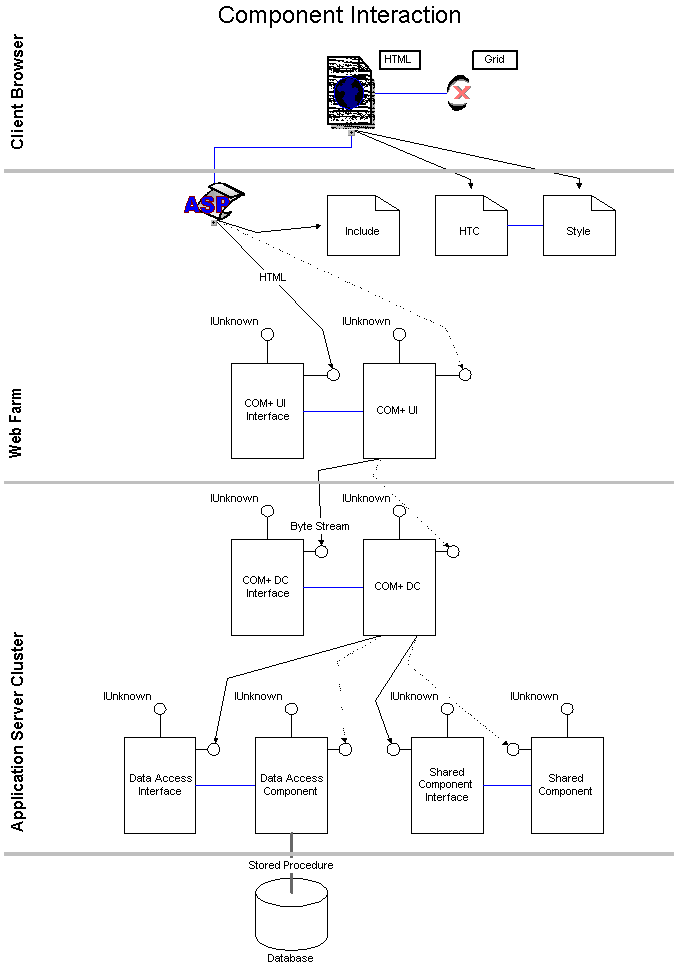 Component Interaction
Client Browser
HTML
Grid
ASP
Include
HTC
Style
HTML
Web Farm
IUnknown
IUnknown
COM+ UI
Interface
COM+ UI
IUnknown
IUnknown
Byte Stream
COM+ DC
Interface
COM+ DC
Application Server Cluster
IUnknown
IUnknown
IUnknown
IUnknown
Data Access
Interface
Data Access
Component
Shared
Component
Interface
Shared
Component
Stored Procedure
Database